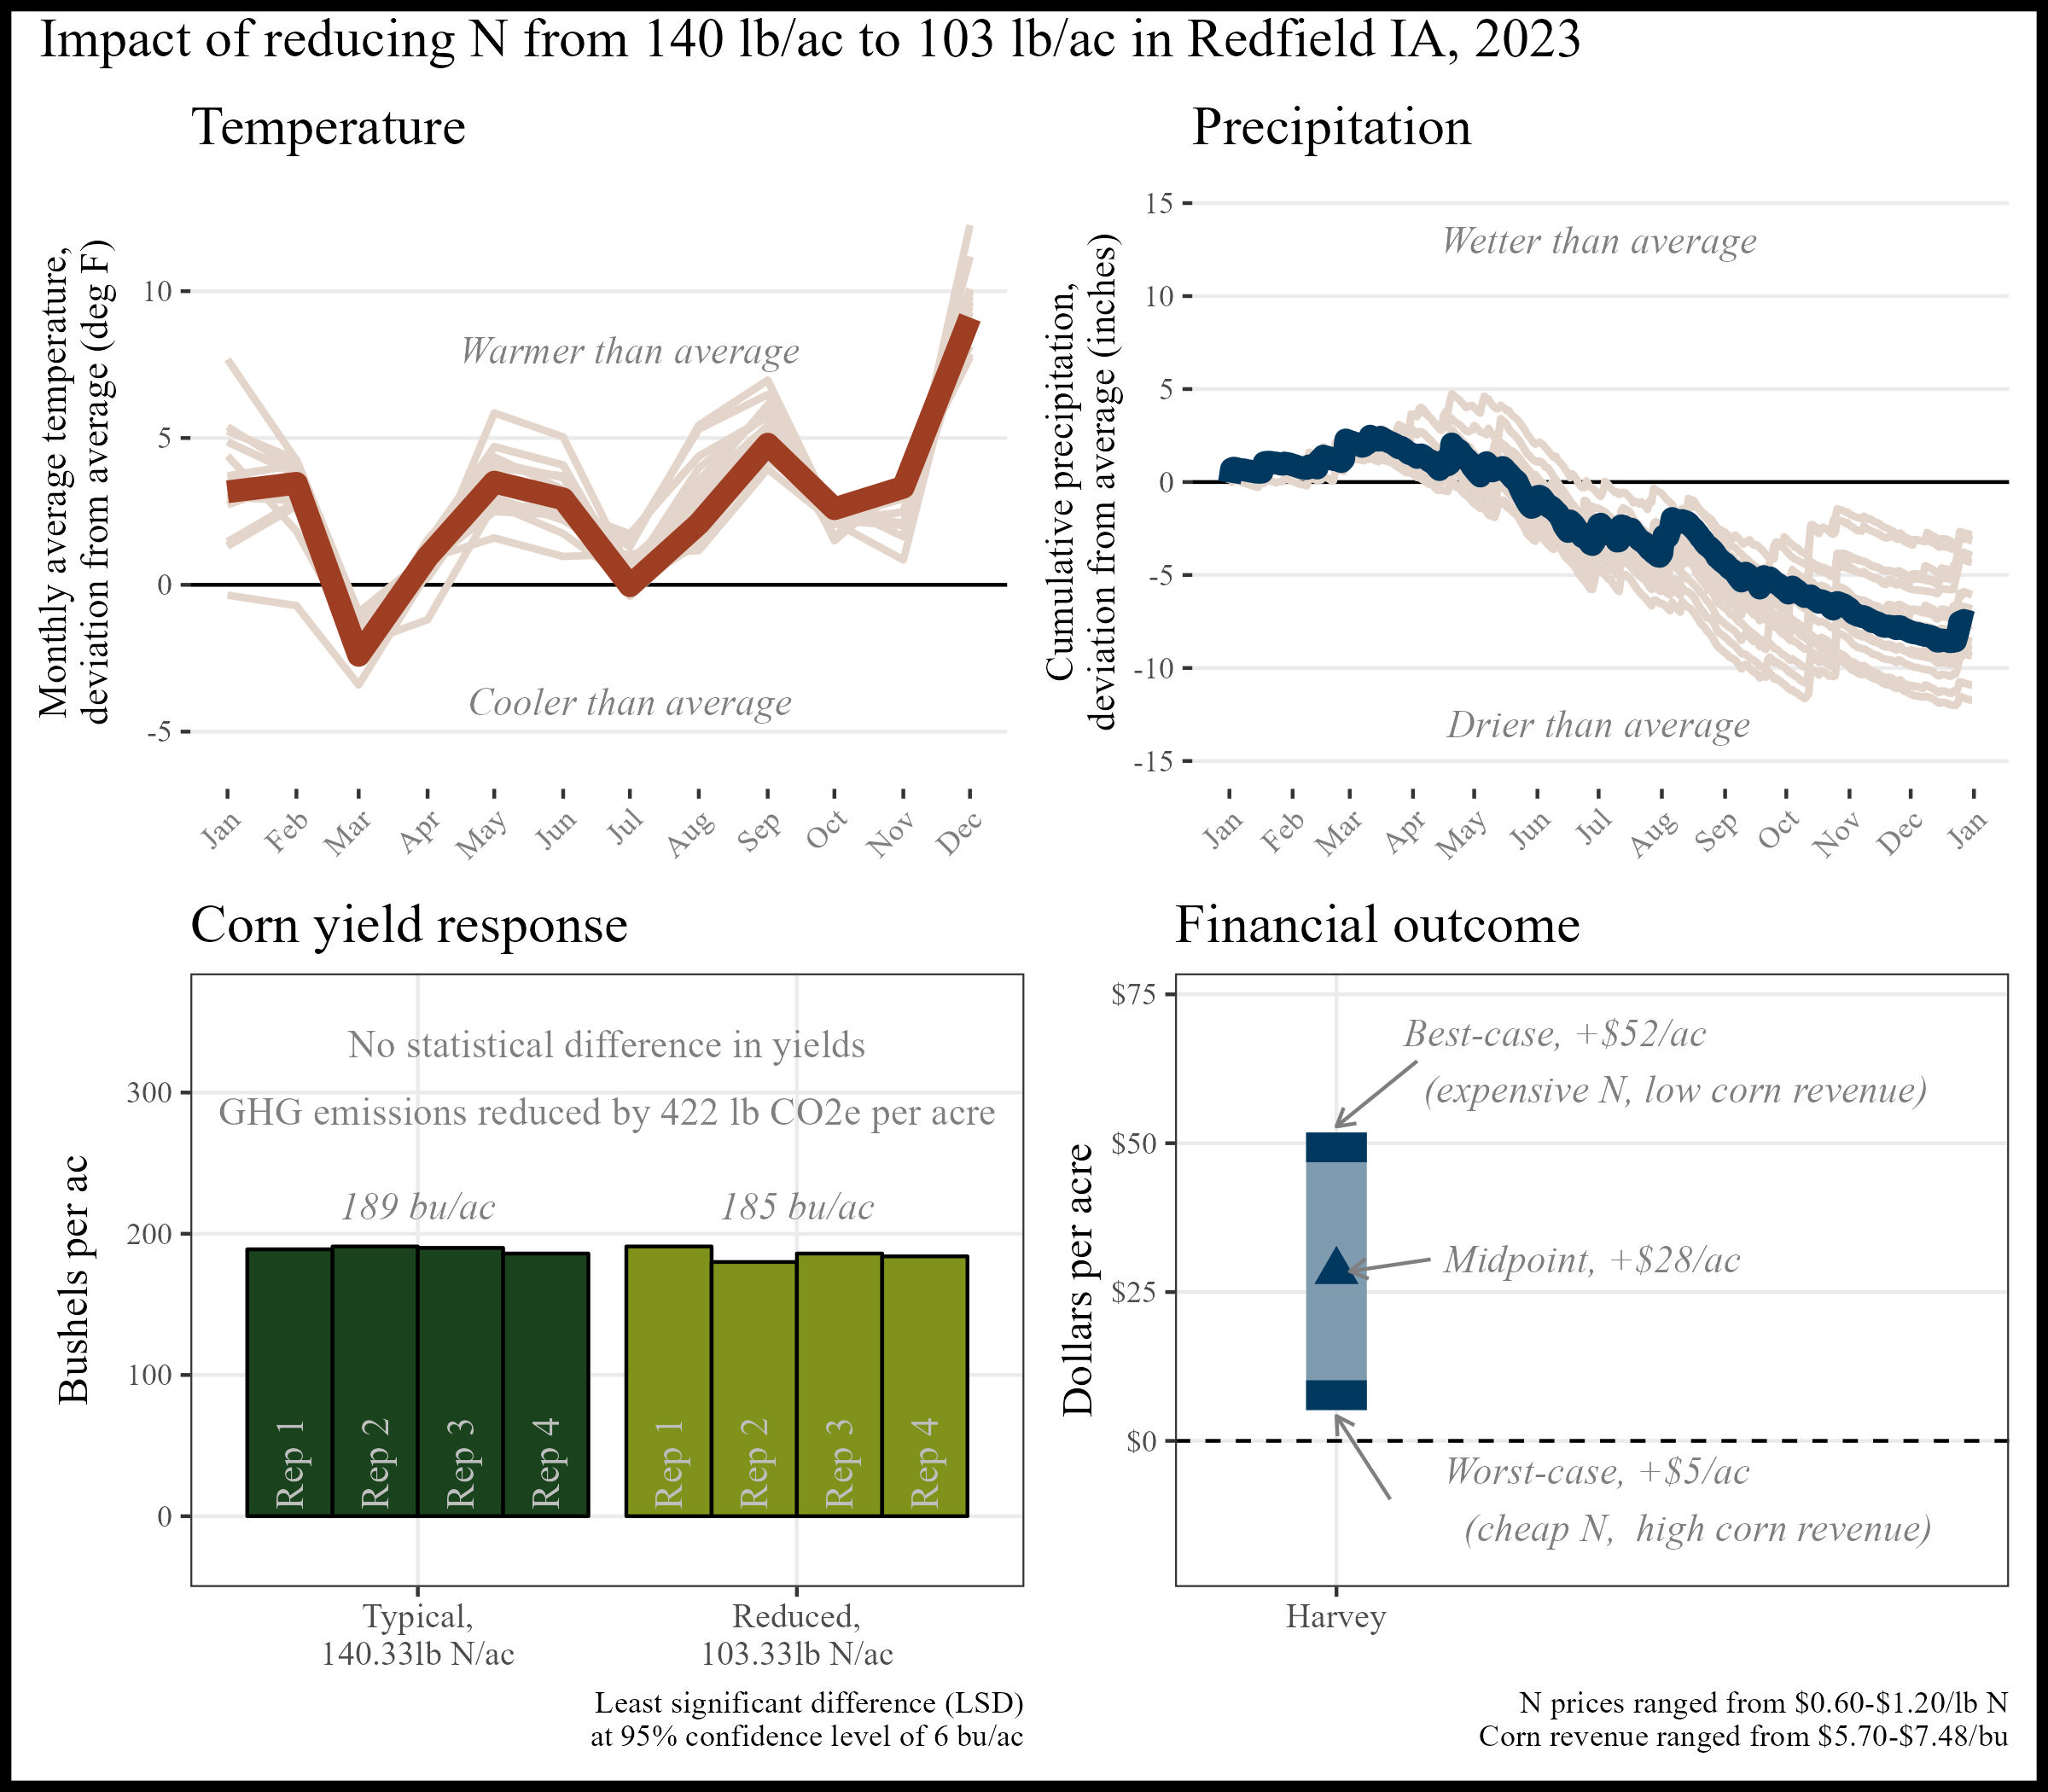 Impact of reducing N from 140 lb/ac to 103 lb/ac in Redfield IA, 2023
Temperature
Monthly average temperature,
deviation from average (deg F)
10
5
0
-5
Warmer than average
Cooler than average
Jan
Feb
Mar
Apr
May
Jun
Jul
Aug
Sep
Oct
Nov
Dec
Precipitation
Cumulative precipitation,
deviation from average (inches)
15
10
5
0
-5
-10
-15
Wetter than average
Drier than average
Jan
Feb
Mar
Apr
May
Jun
Jul
Aug
Sep
Oct
Nov
Dec
Jan
Corn yield response
Bushels per ac
300
200
100
0
No statistical difference in yields
GHG emissions reduced by 422 lb CO2e per acre
189 bu/ac
185 bu/ac
Rep 1
Rep 2
Rep 3
Rep 4
Rep 1
Rep 2
Rep 3
Rep 4
Typical,
140.33lb N/ac
Reduced,
103.33lb N/ac
Least significant difference (LSD)
at 95% confidence level of 6 bu/ac
Financial outcome
Dollars per acre
$75
$50
$25
$0
Best-case, +$52/ac
(expensive N, low corn revenue)
Midpoint, +$28/ac
Worst-case, +$5/ac
(cheap N,  high corn revenue)
Harvey
N prices ranged from $0.60-$1.20/lb N
Corn revenue ranged from $5.70-$7.48/bu